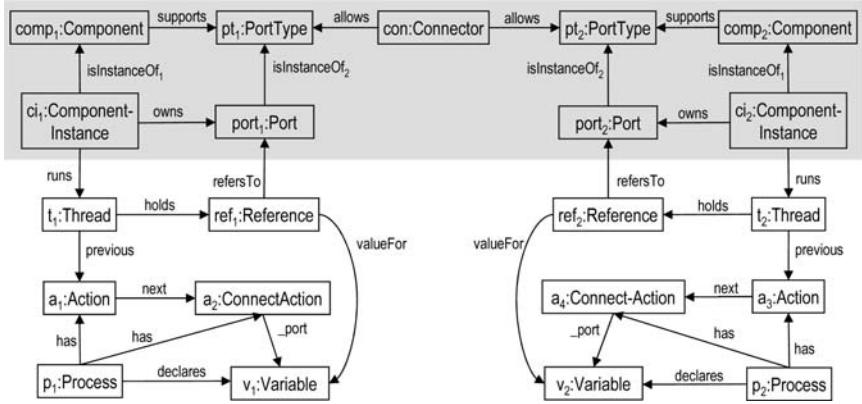 comp₁:Component supports pt₁:PortType allows con:Connector allows pt₂:PortType supports comp₂:Component
isInstanceOf₁ isInstanceOf₂ isInstanceOf₂ isInstanceOf₁
ci₁:Component-
Instance
owns
port₁:Port
port₂:Port
owns
ci₂:Component-
Instance
runs refersTo refersTo runs
t₁:Thread holds ref₁:Reference ref₂:Reference holds t₂:Thread
previous valueFor valueFor previous
a₁:Action next a₂:ConnectAction a₄:Connect-Action next a₃:Action
has has _port _port has has
p₁:Process declares v₁:Variable v₂:Variable declares p₂:Process